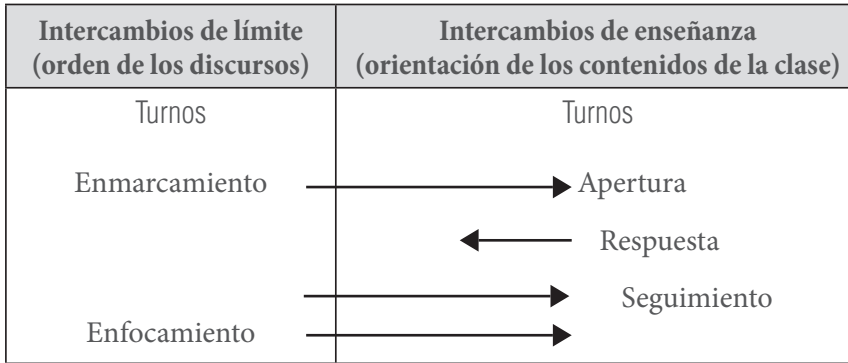 Intercambios de límite
(orden de los discursos)
Intercambios de enseñanza
(orientación de los contenidos de la clase)
Turnos
Turnos
Enmarcamiento
Apertura
Respuesta
Seguimiento
Enfocamiento